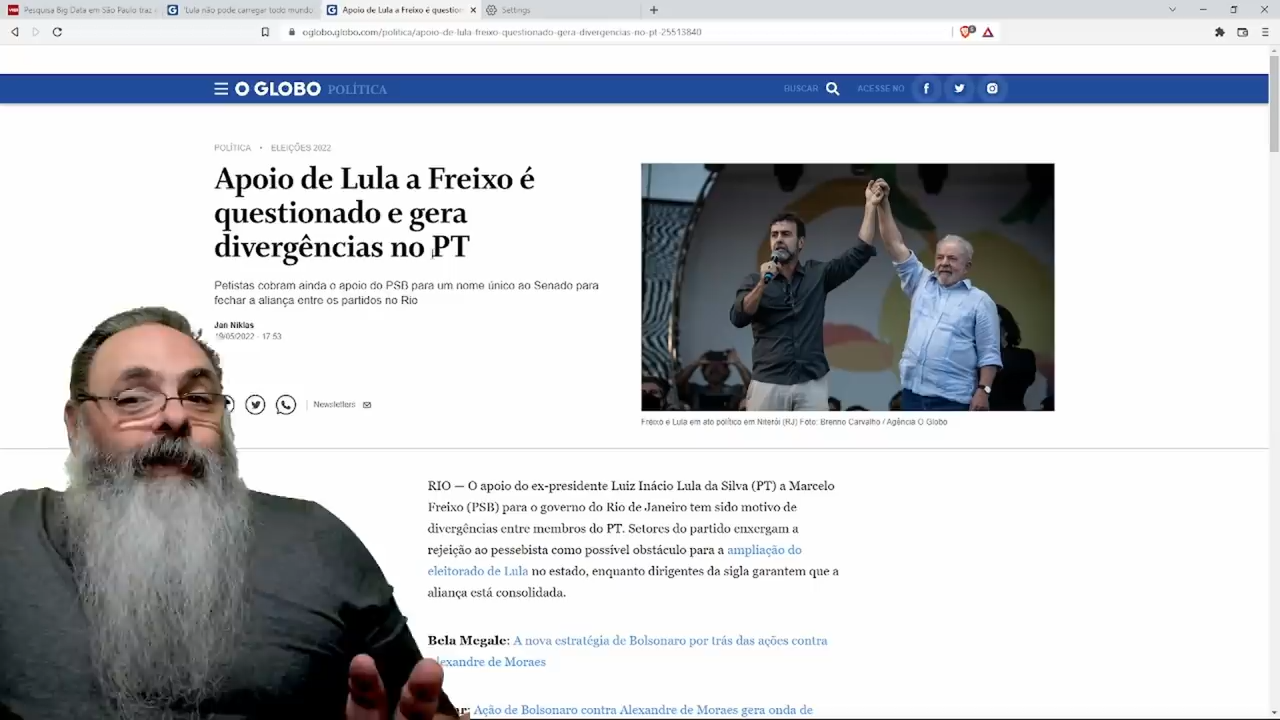 Pesquisa Big Data em São Paulo traz
'Lula não pode carregar todo mundo
Apoio de Lula a Freixo é question
Settings
oglobo.globo.com/politica/apoio-de-lula-freixo-questionado-gera-divergencias-no-pt-25513840
O GLOBO POLÍTICA
BUSCAR
ACESSE NO
POLÍTICA • ELEIÇÕES 2022
Apoio de Lula a Freixo é
questionado e gera
divergências no PT
Petistas cobram ainda o apoio do PSB para um nome único ao Senado para
fechar a aliança entre os partidos no Rio
Jan Niklas
19/05/2022 - 17:53
Newsletters
Freixo e Lula em ato político em Niterói (RJ) Foto: Brenno Carvalho / Agência O Globo
RIO — O apoio do ex-presidente Luiz Inácio Lula da Silva (PT) a Marcelo
Freixo (PSB) para o governo do Rio de Janeiro tem sido motivo de
divergências entre membros do PT. Setores do partido enxergam a
rejeição ao pessebista como possível obstáculo para a ampliação do
eleitorado de Lula no estado, enquanto dirigentes da sigla garantem que a
aliança está consolidada.
Bela Megale: A nova estratégia de Bolsonaro por trás das ações contra
lexandre de Moraes
ar: Ação de Bolsonaro contra Alexandre de Moraes gera onda de